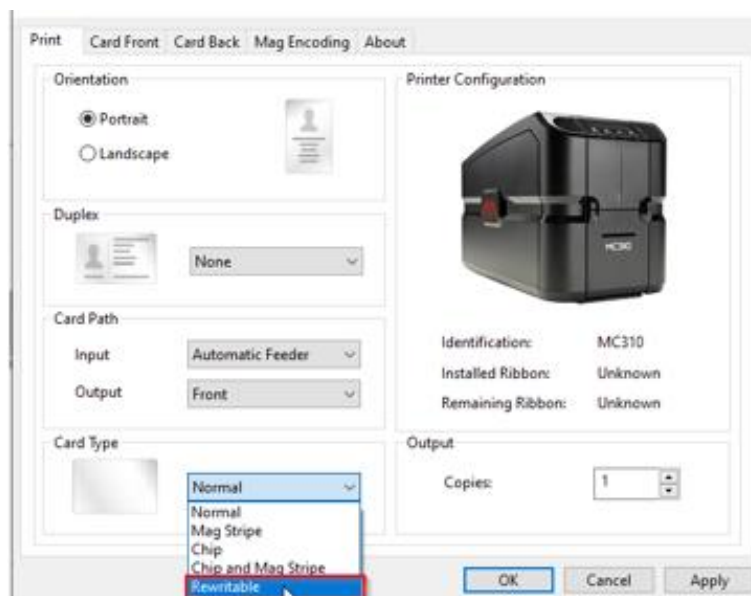 Print Card Front Card Back Mag Encoding About
Orientation
Portrait
Landscape
Duplex
None
Card Path
Input Automatic Feeder
Output Front
Card Type
Normal
Normal
Mag Stripe
Chip
Chip and Mag Stripe
Rewritable
Printer Configuration
MC310
Identification: MC310
Installed Ribbon: Unknown
Remaining Ribbon: Unknown
Output
Copies: 1
OK Cancel Apply